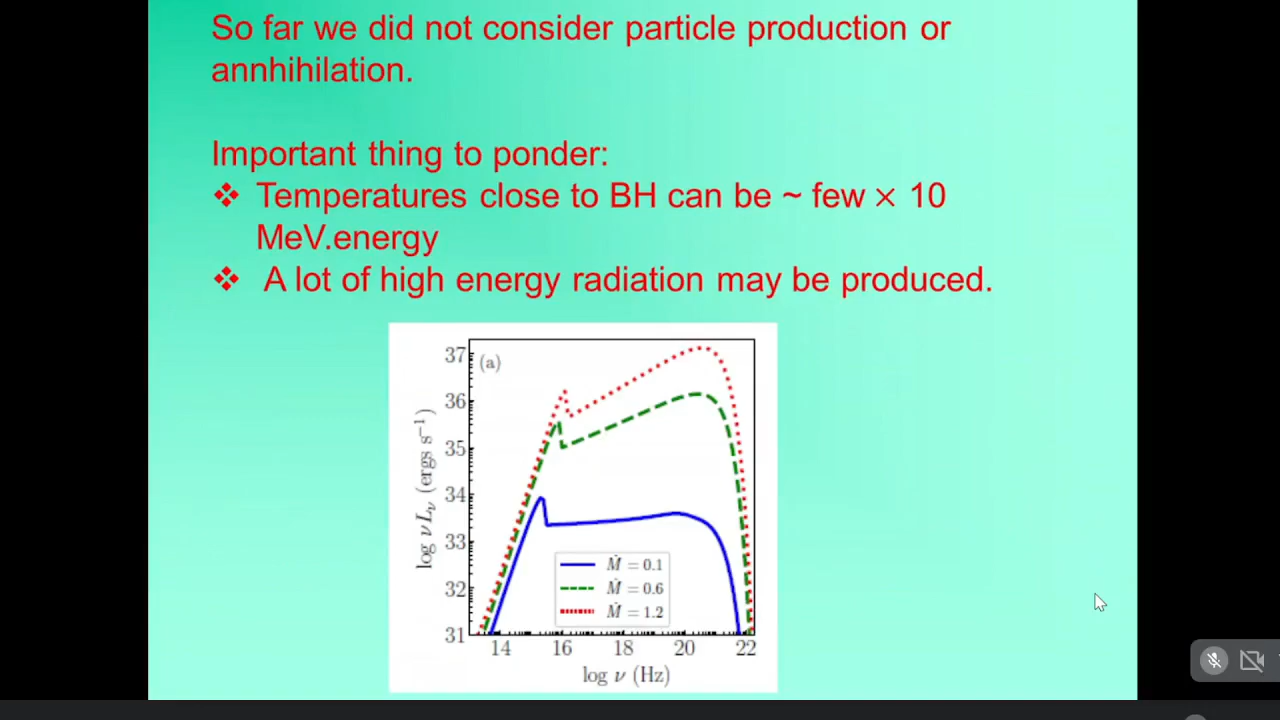 So far we did not consider particle production or
annhihilation.
Important thing to ponder:
❖ Temperatures close to BH can be ~ few × 10
MeV.energy
❖ A lot of high energy radiation may be produced.
(a)
37
36
35
34
33
32
31
log ν Lν (ergs s⁻¹)
Ṁ = 0.1
Ṁ = 0.6
Ṁ = 1.2
14 16 18 20 22
log ν (Hz)